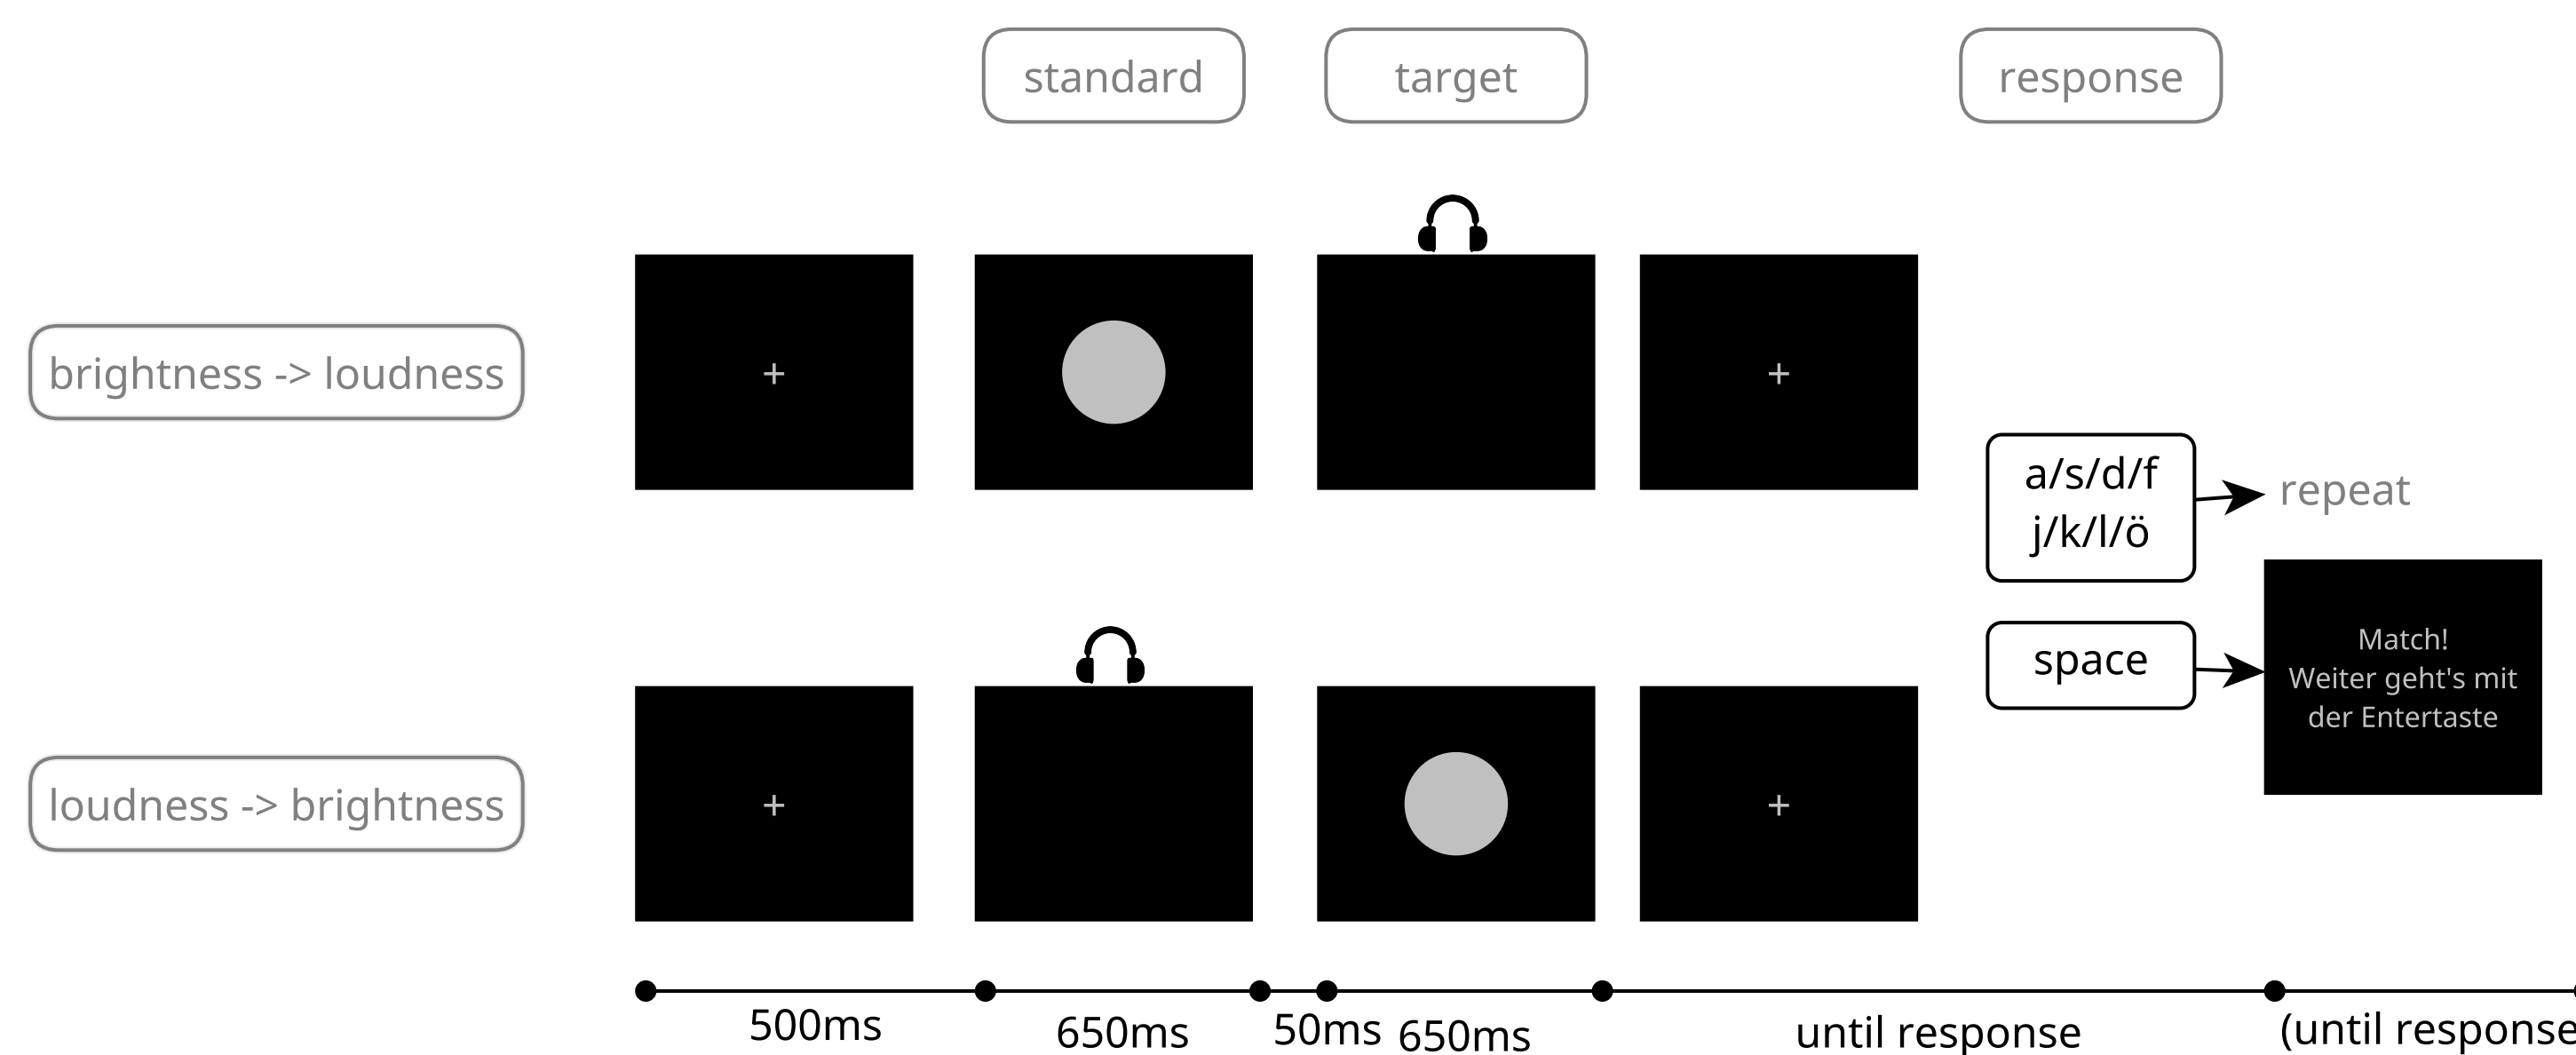 standard
target
response
brightness -> loudness
+
+
a/s/d/f
j/k/l/ö
repeat
space
Match!
Weiter geht's mit
der Entertaste
loudness -> brightness
+
+
500ms
650ms
50ms
650ms
until response
(until response